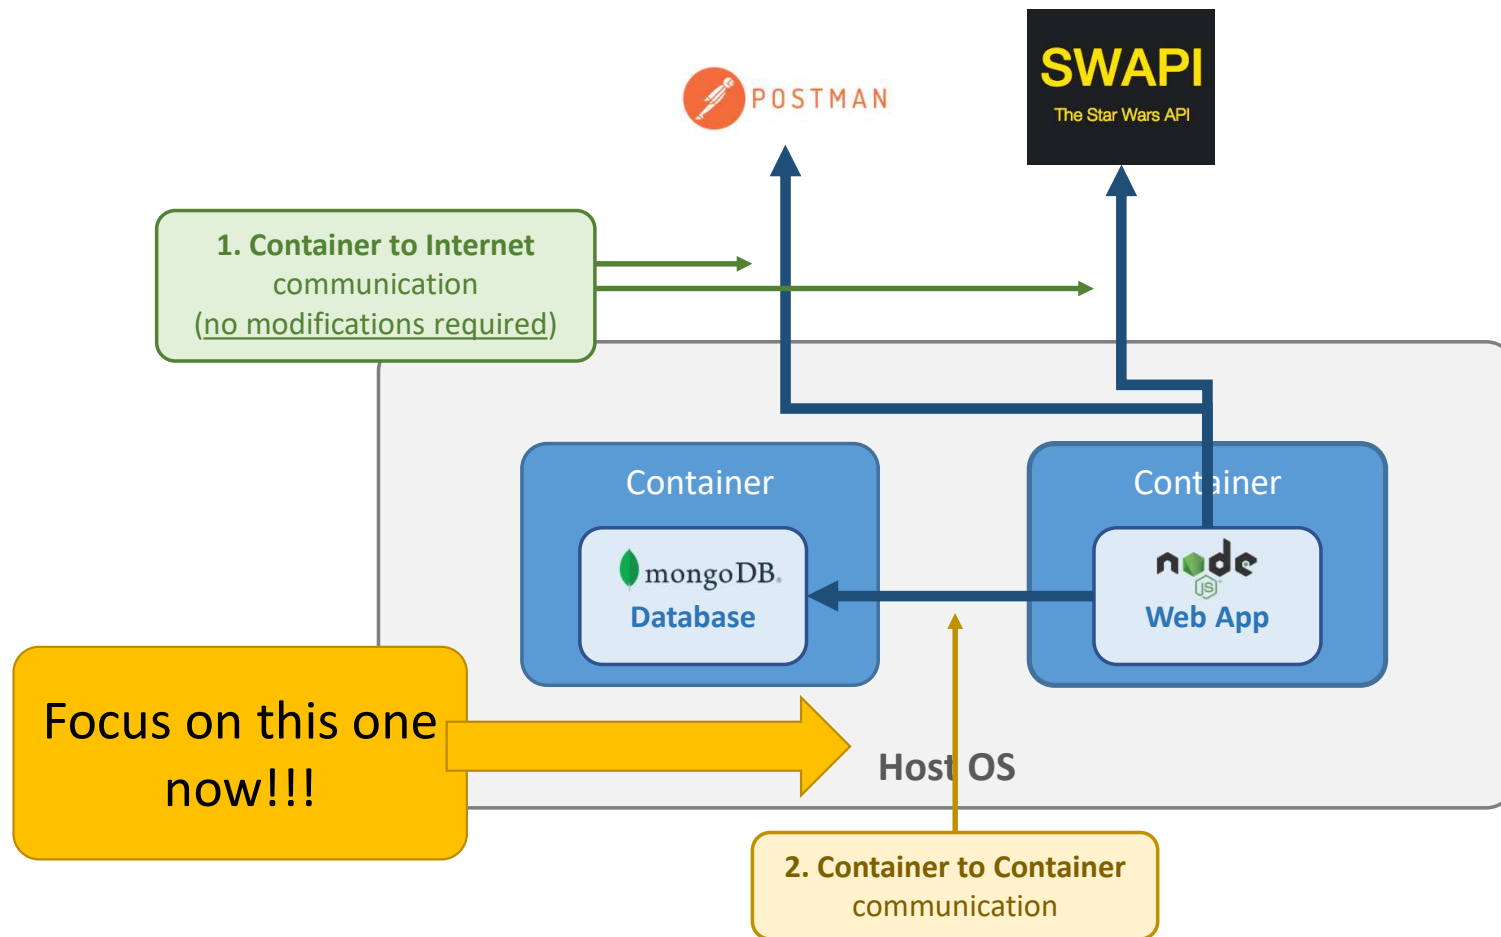 SWAPI
The Star Wars API
POSTMAN
1. Container to Internet
communication
(no modifications required)
Container
mongoDB.
Database
Container
node
JS
Web App
Focus on this one
now!!!
Host OS
2. Container to Container
communication